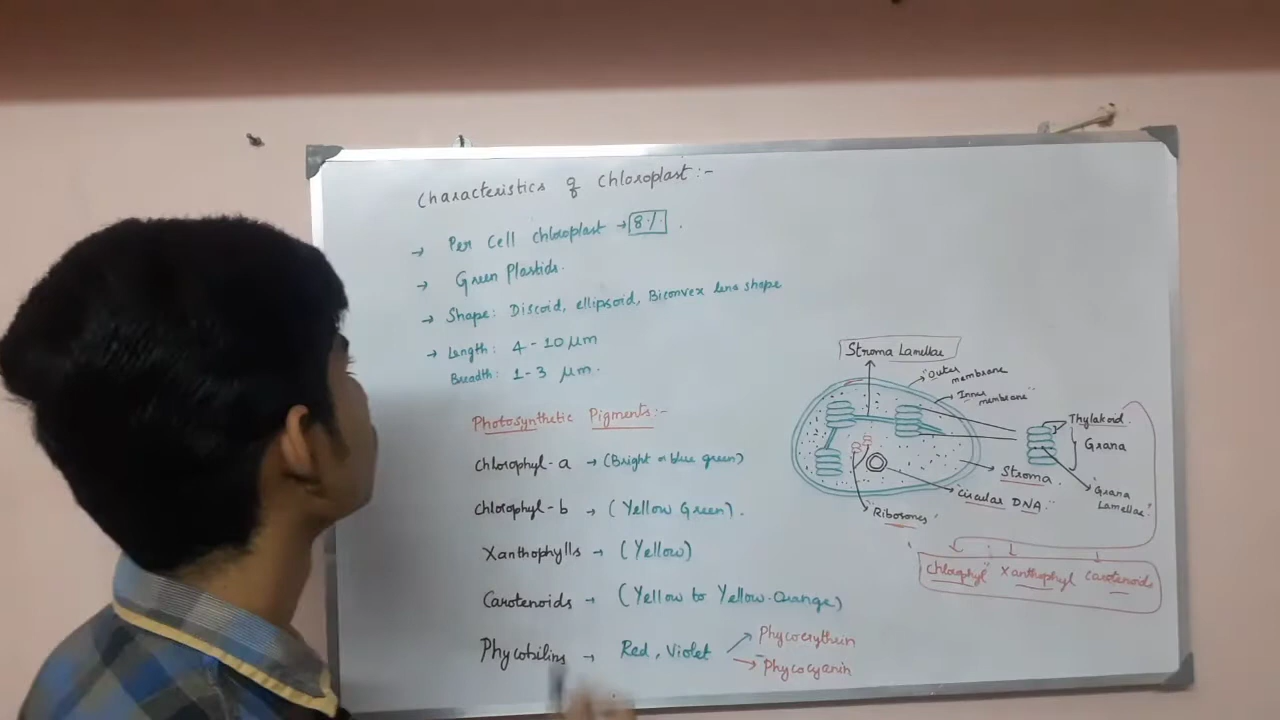 Characteristics of Chloroplast :-
→ Per Cell Chloroplast → 8%.
→ Green Plastids.
→ Shape: Discoid, ellipsoid, Biconvex lens shape
→ Length: 4 - 10 μm
Breadth: 1 - 3 μm.
Photosynthetic Pigments:-
Chlorophyl-a → (Bright or blue green)
Chlorophyl-b → (Yellow Green).
Xanthophylls → (Yellow)
Carotenoids → (Yellow to Yellow-Orange)
Phycobilins → Red, Violet
Phycoerythrin
Phycocyanin
Stroma Lamellae
"Outer membrane
"Inner membrane"
Thylakoid
Grana
Stroma
"Grana Lamellae"
"Circular DNA"
"Ribosomes"
Chlorophyl" Xanthophyl Carotenoids